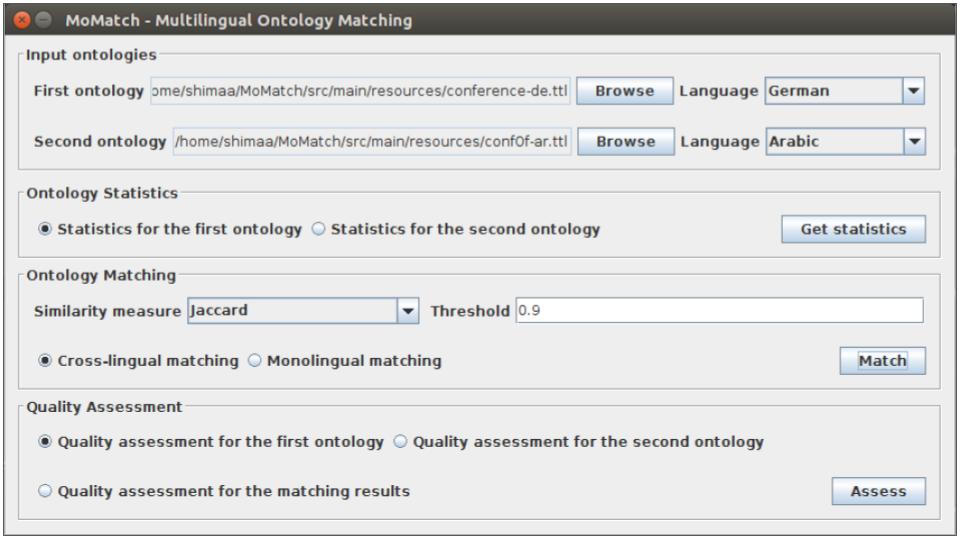 MoMatch - Multilingual Ontology Matching
Input ontologies
First ontology ome/shimaa/MoMatch/src/main/resources/conference-de.ttl Browse Language German
Second ontology /home/shimaa/MoMatch/src/main/resources/confOf-ar.ttl Browse Language Arabic
Ontology Statistics
Statistics for the first ontology Statistics for the second ontology Get statistics
Ontology Matching
Similarity measure Jaccard Threshold 0.9
Cross-lingual matching Monolingual matching Match
Quality Assessment
Quality assessment for the first ontology Quality assessment for the second ontology
Quality assessment for the matching results Assess